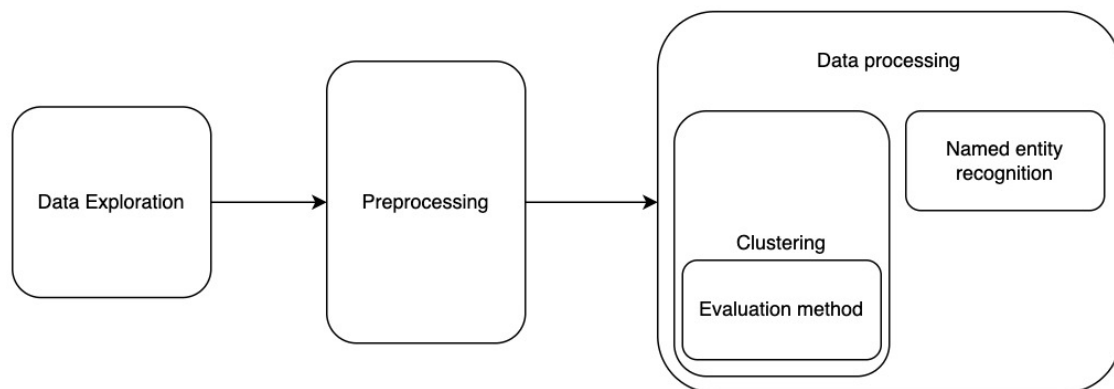 Data Exploration
Preprocessing
Data processing
Clustering
Evaluation method
Named entity
recognition